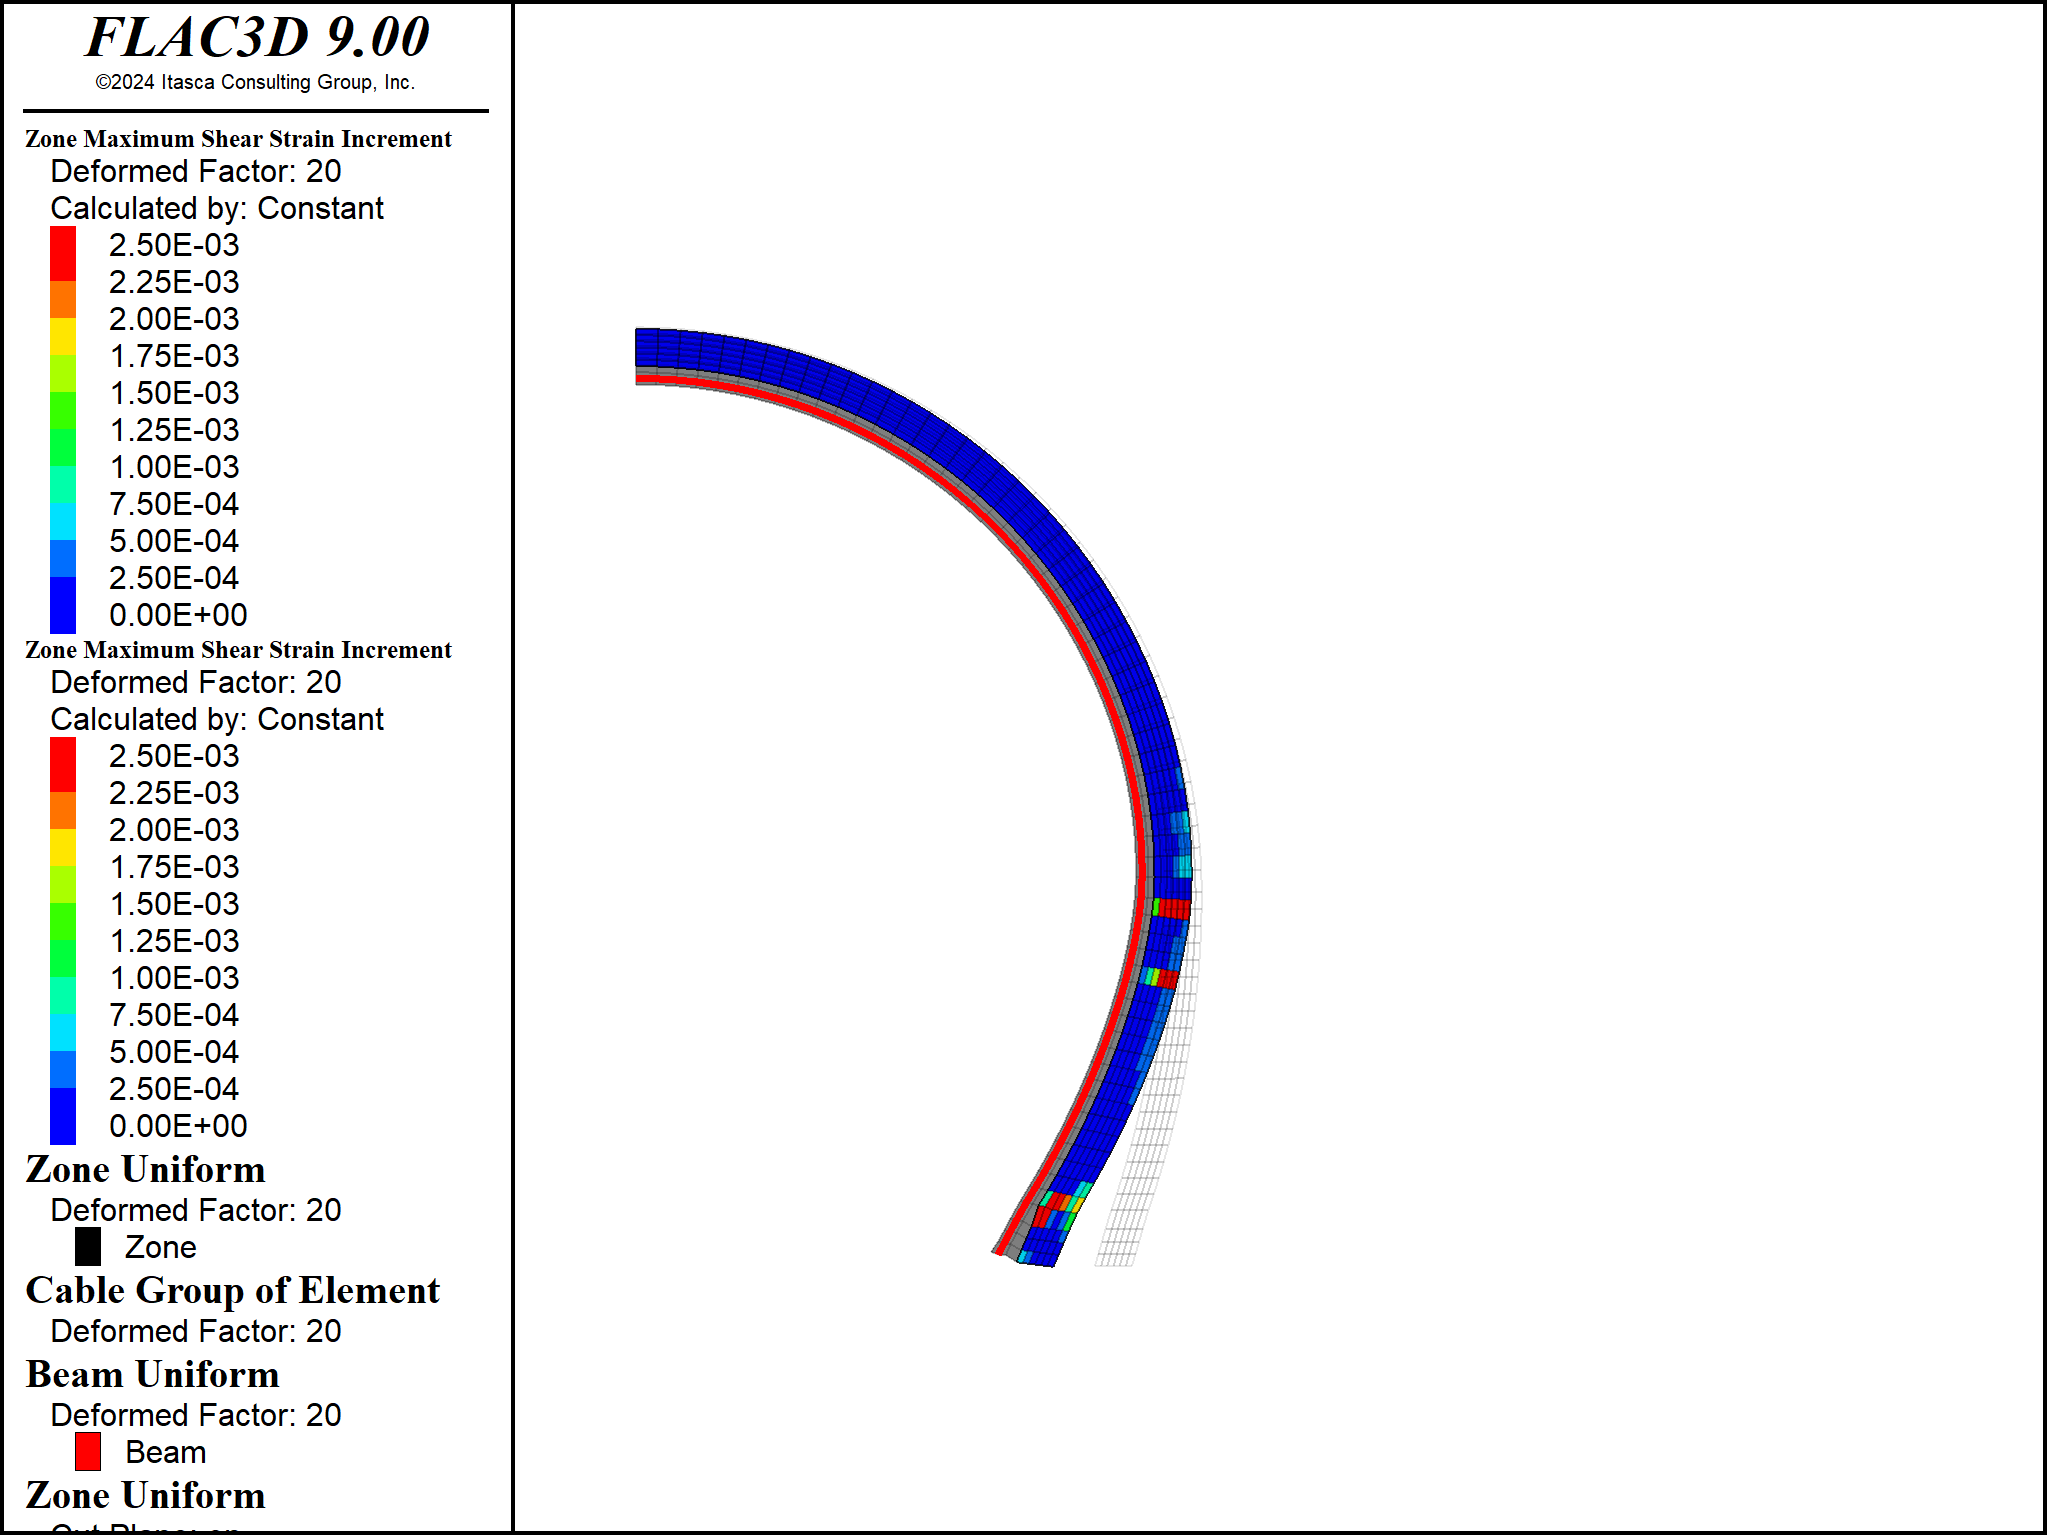 FLAC3D 9.00
©2024 Itasca Consulting Group, Inc.
Zone Maximum Shear Strain Increment
Deformed Factor: 20
Calculated by: Constant
2.50E-03
2.25E-03
2.00E-03
1.75E-03
1.50E-03
1.25E-03
1.00E-03
7.50E-04
5.00E-04
2.50E-04
0.00E+00
Zone Maximum Shear Strain Increment
Deformed Factor: 20
Calculated by: Constant
2.50E-03
2.25E-03
2.00E-03
1.75E-03
1.50E-03
1.25E-03
1.00E-03
7.50E-04
5.00E-04
2.50E-04
0.00E+00
Zone Uniform
Deformed Factor: 20
Zone
Cable Group of Element
Deformed Factor: 20
Beam Uniform
Deformed Factor: 20
Beam
Zone Uniform